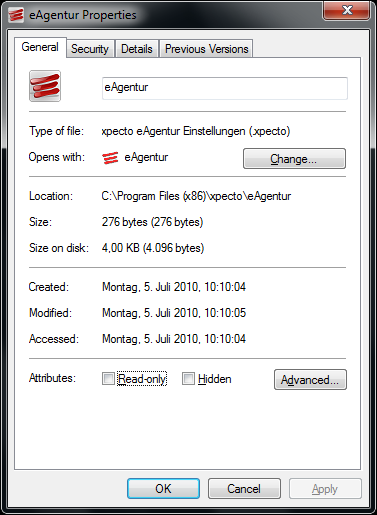 eAgentur Properties
General Security Details Previous Versions
eAgentur
Type of file: xpecto eAgentur Einstellungen (.xpecto)
Opens with: eAgentur Change...
Location: C:\Program Files (x86)\xpecto\eAgentur
Size: 276 bytes (276 bytes)
Size on disk: 4,00 KB (4.096 bytes)
Created: Montag, 5. Juli 2010, 10:10:04
Modified: Montag, 5. Juli 2010, 10:10:05
Accessed: Montag, 5. Juli 2010, 10:10:04
Attributes: Read-only Hidden Advanced...
OK Cancel Apply